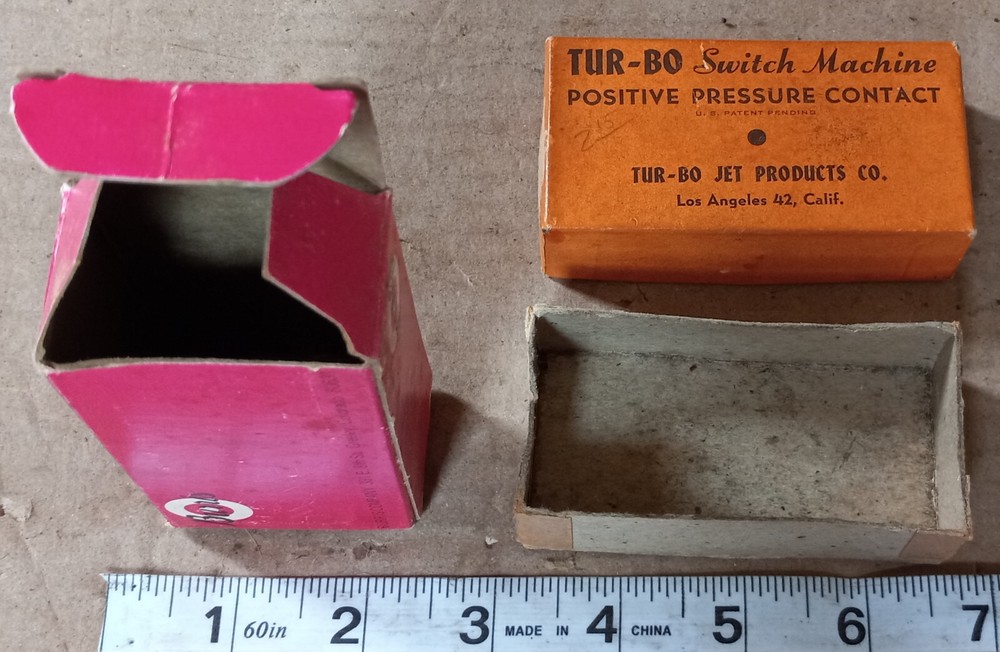 TUR-BO Switch Machine
POSITIVE PRESSURE CONTACT
U. S. PATENT PENDING
TUR-BO JET PRODUCTS CO.
Los Angeles 42, Calif.
1 60in 2 3 MADE IN 4 CHINA 5 6 7